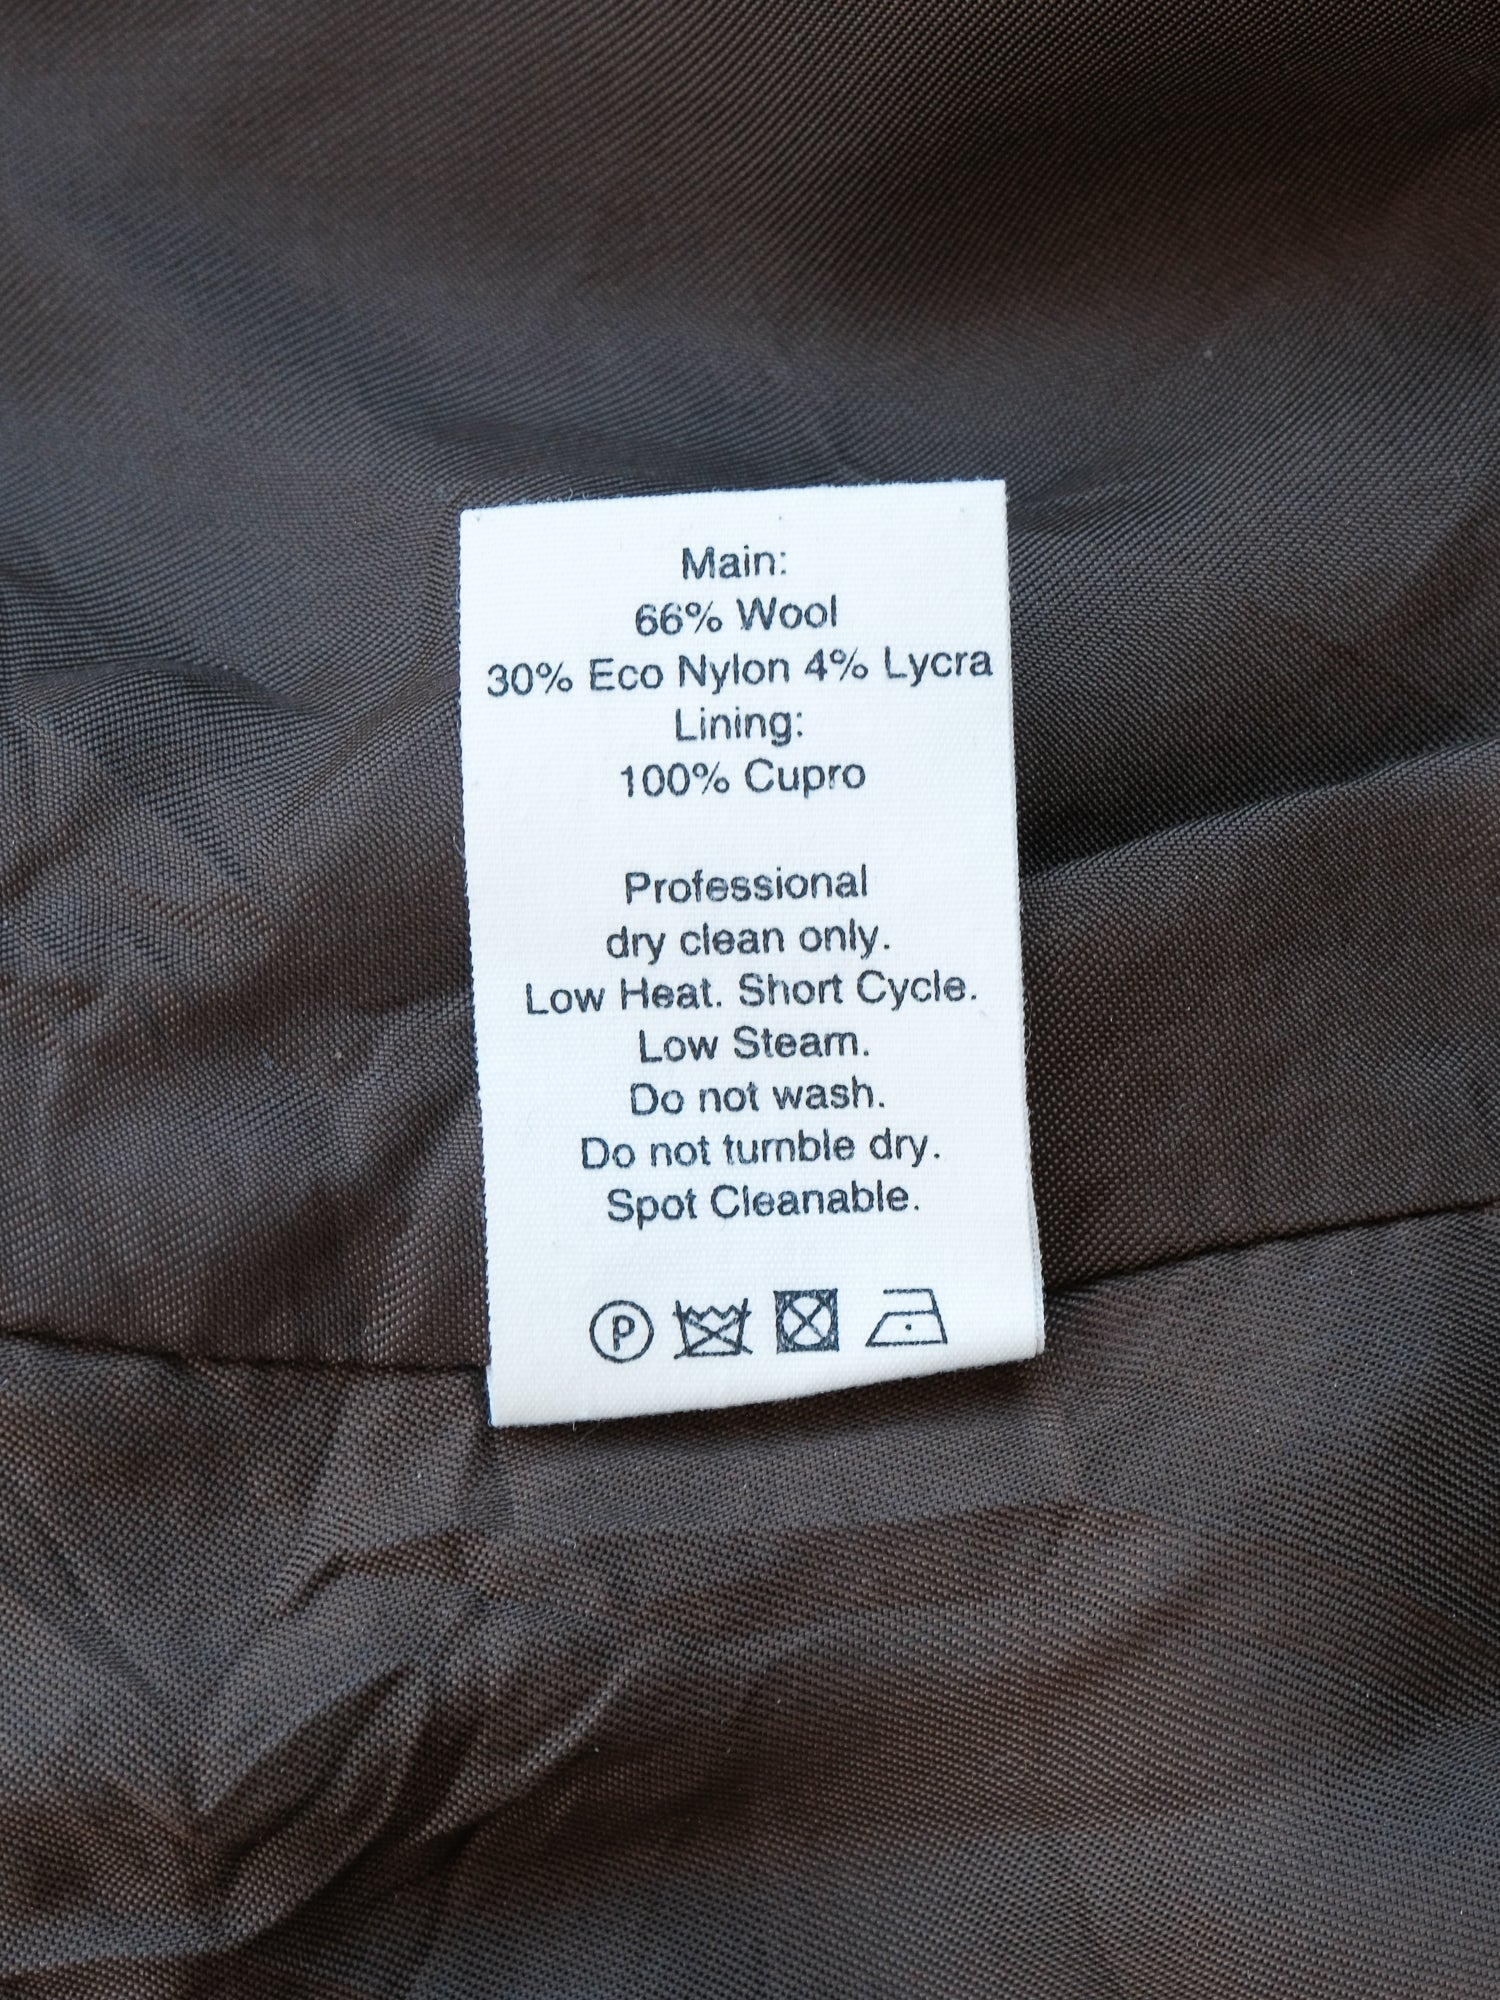 Main:
66% Wool
30% Eco Nylon 4% Lycra
Lining:
100% Cupro
Professional
dry clean only.
Low Heat. Short Cycle.
Low Steam.
Do not wash.
Do not tumble dry.
Spot Cleanable.
P